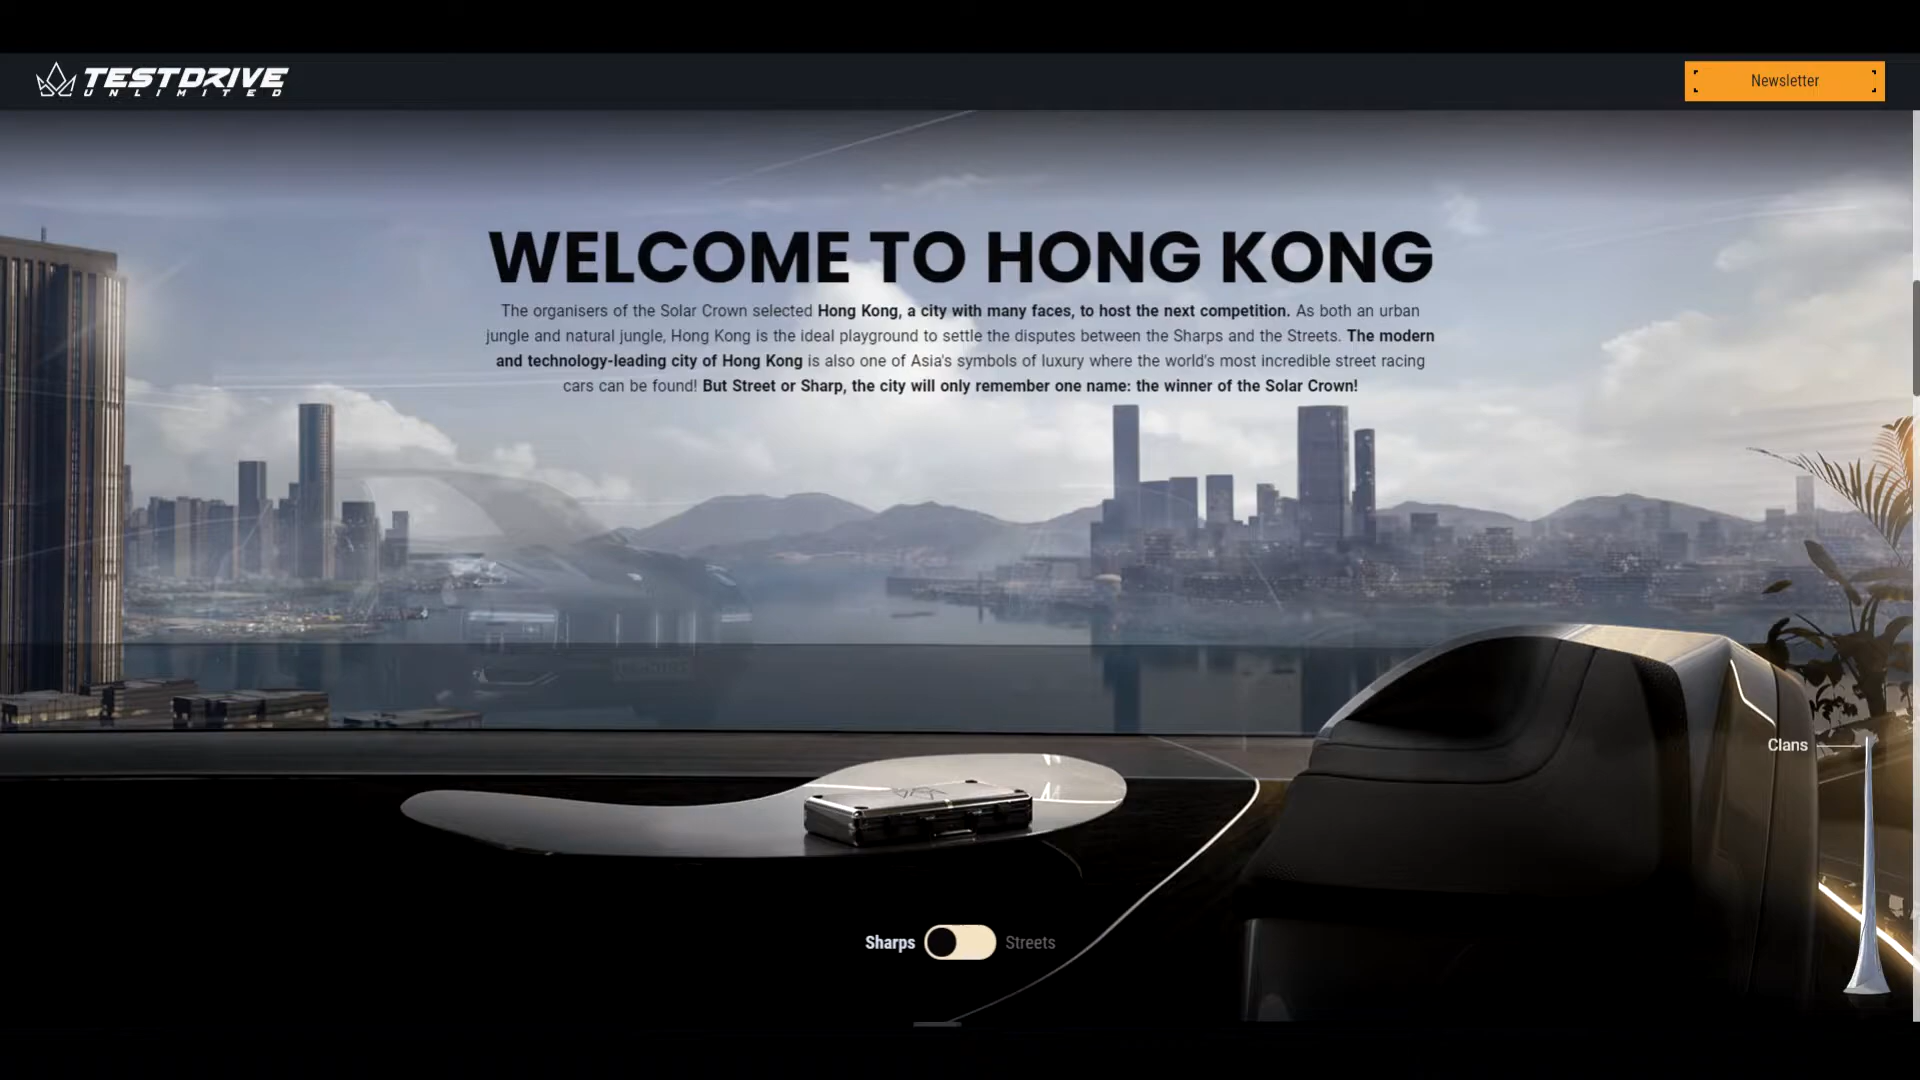 TESTDRIVE
UNLIMITED
Newsletter
WELCOME TO HONG KONG
The organisers of the Solar Crown selected Hong Kong, a city with many faces, to host the next competition. As both an urban
jungle and natural jungle, Hong Kong is the ideal playground to settle the disputes between the Sharps and the Streets. The modern
and technology-leading city of Hong Kong is also one of Asia's symbols of luxury where the world's most incredible street racing
cars can be found! But Street or Sharp, the city will only remember one name: the winner of the Solar Crown!
Clans
Sharps
Streets